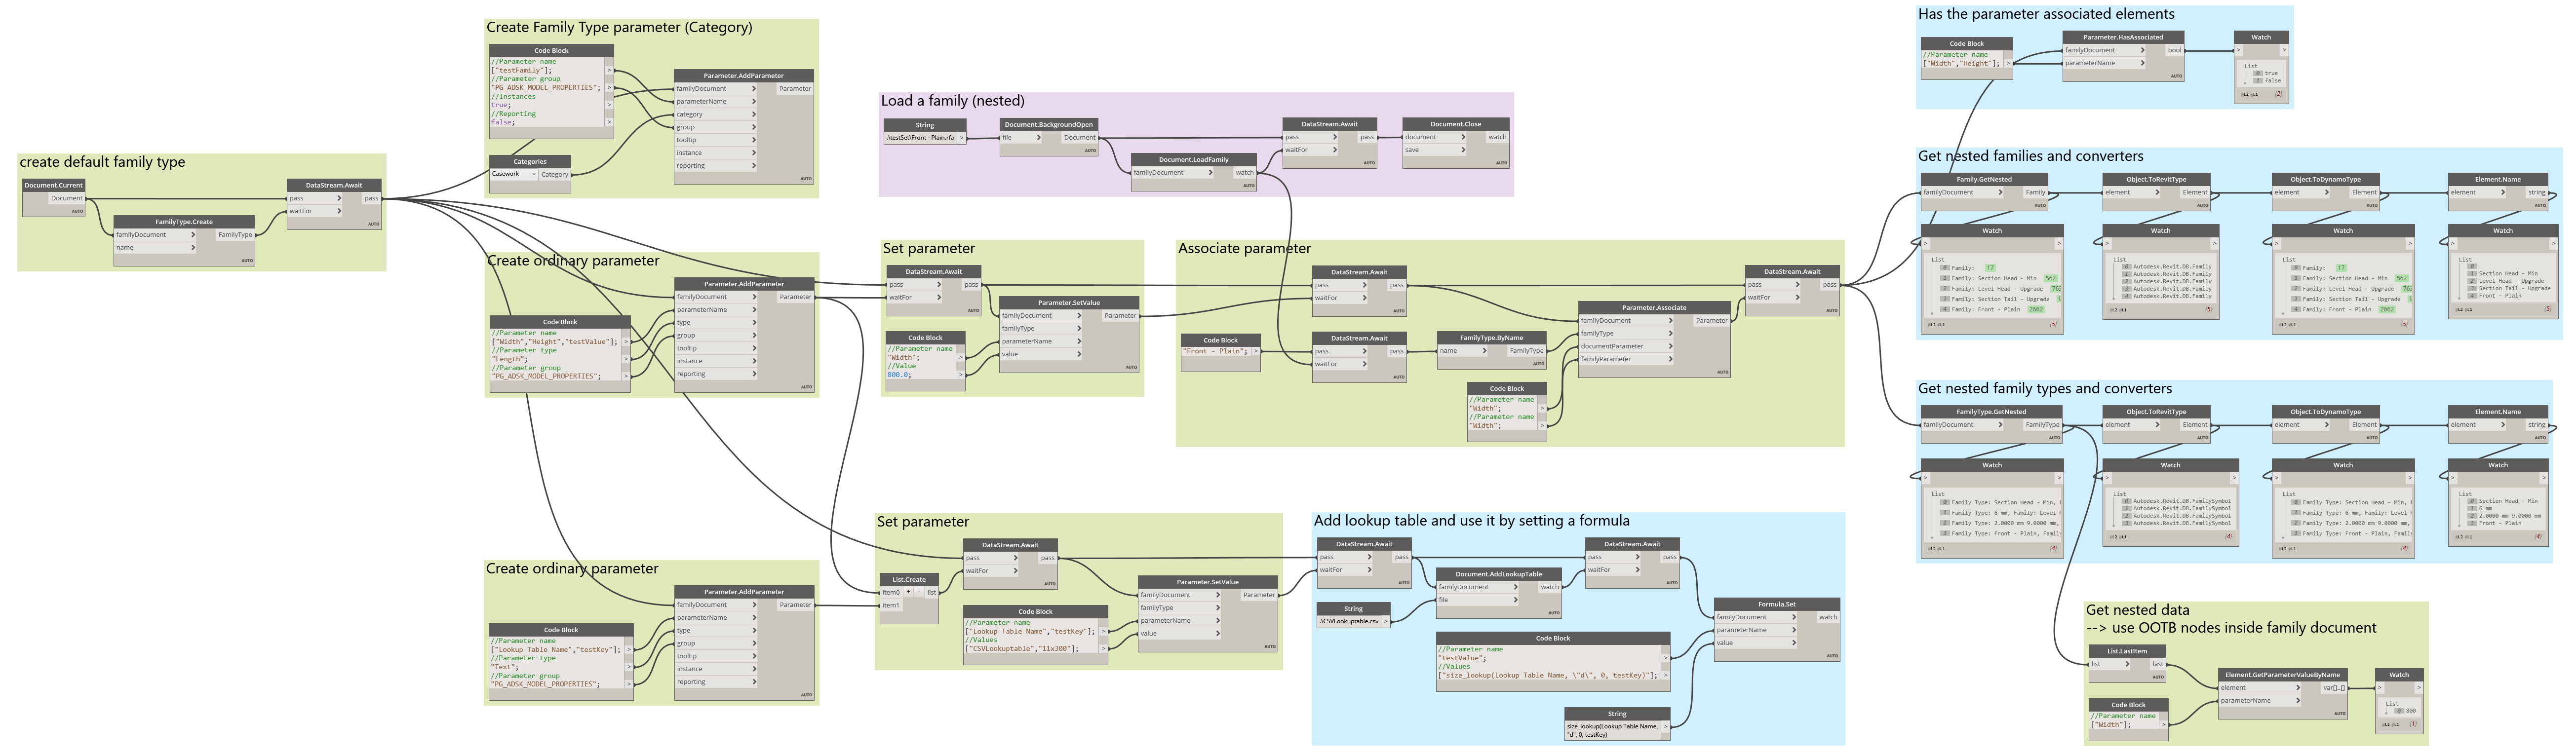 create default family type
Document.Current
Document
AUTO
FamilyType.Create
familyDocument
FamilyType
name
AUTO
DataStream.Await
pass
pass
waitFor
AUTO
Create Family Type parameter (Category)
Code Block
//Parameter name
["testFamily"];
//Parameter group
"PG_ADSK_MODEL_PROPERTIES";
//Instances
true;
//Reporting
false;
Categories
Casework
Category
AUTO
Parameter.AddParameter
familyDocument
Parameter
parameterName
category
group
tooltip
instance
reporting
AUTO
Create ordinary parameter
Code Block
//Parameter name
["Width","Height","testValue"];
//Parameter type
"Length";
//Parameter group
"PG_ADSK_MODEL_PROPERTIES";
Parameter.AddParameter
familyDocument
Parameter
parameterName
type
group
tooltip
instance
reporting
AUTO
Create ordinary parameter
Code Block
//Parameter name
["Lookup Table Name","testKey"];
//Parameter type
"Text";
//Parameter group
"PG_ADSK_MODEL_PROPERTIES";
Parameter.AddParameter
familyDocument
Parameter
parameterName
type
group
tooltip
instance
reporting
AUTO
Load a family (nested)
String
.\testSet\Front - Plain.rfa
Document.BackgroundOpen
file
Document
AUTO
Document.LoadFamily
familyDocument
watch
AUTO
DataStream.Await
pass
pass
waitFor
AUTO
Document.Close
document
watch
save
AUTO
Set parameter
DataStream.Await
pass
pass
waitFor
AUTO
Code Block
//Parameter name
"Width";
//Value
800.0;
Parameter.SetValue
familyDocument
Parameter
familyType
parameterName
value
AUTO
Associate parameter
Code Block
"Front - Plain";
DataStream.Await
pass
pass
waitFor
AUTO
DataStream.Await
pass
pass
waitFor
AUTO
FamilyType.ByName
name
FamilyType
AUTO
Code Block
//Parameter name
"Width";
//Parameter name
"Width";
Parameter.Associate
familyDocument
Parameter
familyType
documentParameter
familyParameter
AUTO
DataStream.Await
pass
pass
waitFor
AUTO
Set parameter
List.Create
item0
+
-
list
item1
AUTO
DataStream.Await
pass
pass
waitFor
AUTO
Code Block
//Parameter name
["Lookup Table Name","testKey"];
//Values
["CSVLookuptable","11x300"];
Parameter.SetValue
familyDocument
Parameter
familyType
parameterName
value
AUTO
Add lookup table and use it by setting a formula
DataStream.Await
pass
pass
waitFor
AUTO
String
.\CSVLookuptable.csv
Document.AddLookupTable
familyDocument
watch
file
AUTO
DataStream.Await
pass
pass
waitFor
AUTO
Code Block
//Parameter name
"testValue";
//Values
["size_lookup(Lookup Table Name, \"d\", 0, testKey)"];
String
size_lookup(Lookup Table Name,
"d", 0, testKey)
Formula.Set
familyDocument
watch
parameterName
value
AUTO
Has the parameter associated elements
Code Block
//Parameter name
["Width","Height"];
Parameter.HasAssociated
familyDocument
bool
parameterName
AUTO
Watch
List
0 true
1 false
@L2 @L1
{2}
Get nested families and converters
Family.GetNested
familyDocument
Family
AUTO
Object.ToRevitType
element
Element
AUTO
Object.ToDynamoType
element
Element
AUTO
Element.Name
element
string
AUTO
Watch
List
0 Family: 17
1 Family: Section Head - Min 562
2 Family: Level Head - Upgrade
3 Family: Section Tail - Upgrade
4 Family: Front - Plain 2662
@L2 @L1
{5}
Watch
List
0 Autodesk.Revit.DB.Family
1 Autodesk.Revit.DB.Family
2 Autodesk.Revit.DB.Family
3 Autodesk.Revit.DB.Family
4 Autodesk.Revit.DB.Family
@L2 @L1
{5}
Watch
List
0 Family: 17
1 Family: Section Head - Min 562
2 Family: Level Head - Upgrade
3 Family: Section Tail - Upgrade
4 Family: Front - Plain 2662
@L2 @L1
{5}
Watch
List
0
1 Section Head - Min
2 Level Head - Upgrade
3 Section Tail - Upgrade
4 Front - Plain
@L2 @L1
{5}
Get nested family types and converters
FamilyType.GetNested
familyDocument
FamilyType
AUTO
Object.ToRevitType
element
Element
AUTO
Object.ToDynamoType
element
Element
AUTO
Element.Name
element
string
AUTO
Watch
List
0 Family Type: Section Head - Min,
1 Family Type: 6 mm, Family: Level
2 Family Type: 2.0000 mm 9.0000 mm,
3 Family Type: Front - Plain, Famil
@L2 @L1
{4}
Watch
List
0 Autodesk.Revit.DB.FamilySymbol
1 Autodesk.Revit.DB.FamilySymbol
2 Autodesk.Revit.DB.FamilySymbol
3 Autodesk.Revit.DB.FamilySymbol
@L2 @L1
{4}
Watch
List
0 Family Type: Section Head - Min,
1 Family Type: 6 mm, Family: Level
2 Family Type: 2.0000 mm 9.0000 mm,
3 Family Type: Front - Plain, Famil
@L2 @L1
{4}
Watch
List
0 Section Head - Min
1 6 mm
2 2.0000 mm 9.0000 mm
3 Front - Plain
@L2 @L1
{4}
Get nested data
--> use OOTB nodes inside family document
List.LastItem
list
last
AUTO
Code Block
//Parameter name
["Width"];
Element.GetParameterValueByName
element
var[]..[]
parameterName
AUTO
Watch
List
0 800
@L2 @L1
{1}